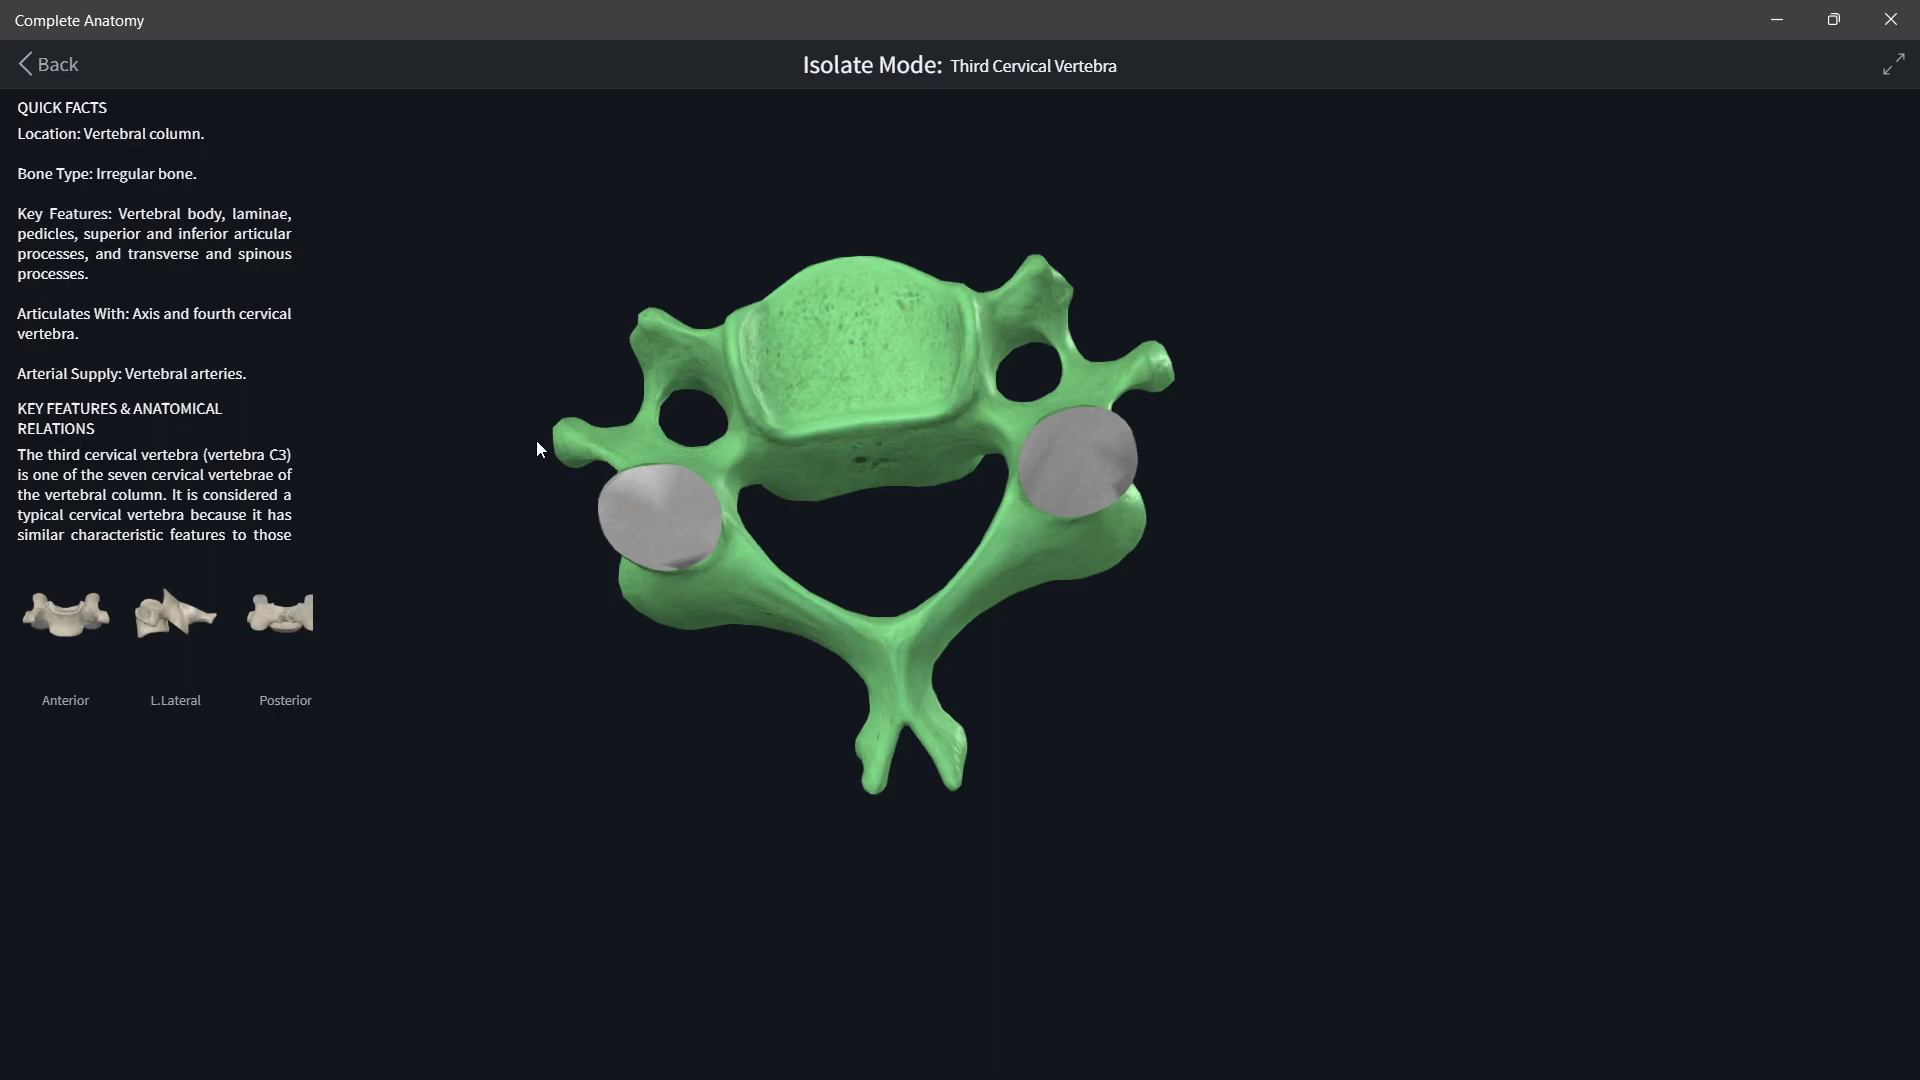 Complete Anatomy
Back
Isolate Mode: Third Cervical Vertebra
QUICK FACTS
Location: Vertebral column.
Bone Type: Irregular bone.
Key Features: Vertebral body, laminae,
pedicles, superior and inferior articular
processes, and transverse and spinous
processes.
Articulates With: Axis and fourth cervical
vertebra.
Arterial Supply: Vertebral arteries.
KEY FEATURES & ANATOMICAL
RELATIONS
The third cervical vertebra (vertebra C3)
is one of the seven cervical vertebrae of
the vertebral column. It is considered a
typical cervical vertebra because it has
similar characteristic features to those
Anterior
L.Lateral
Posterior